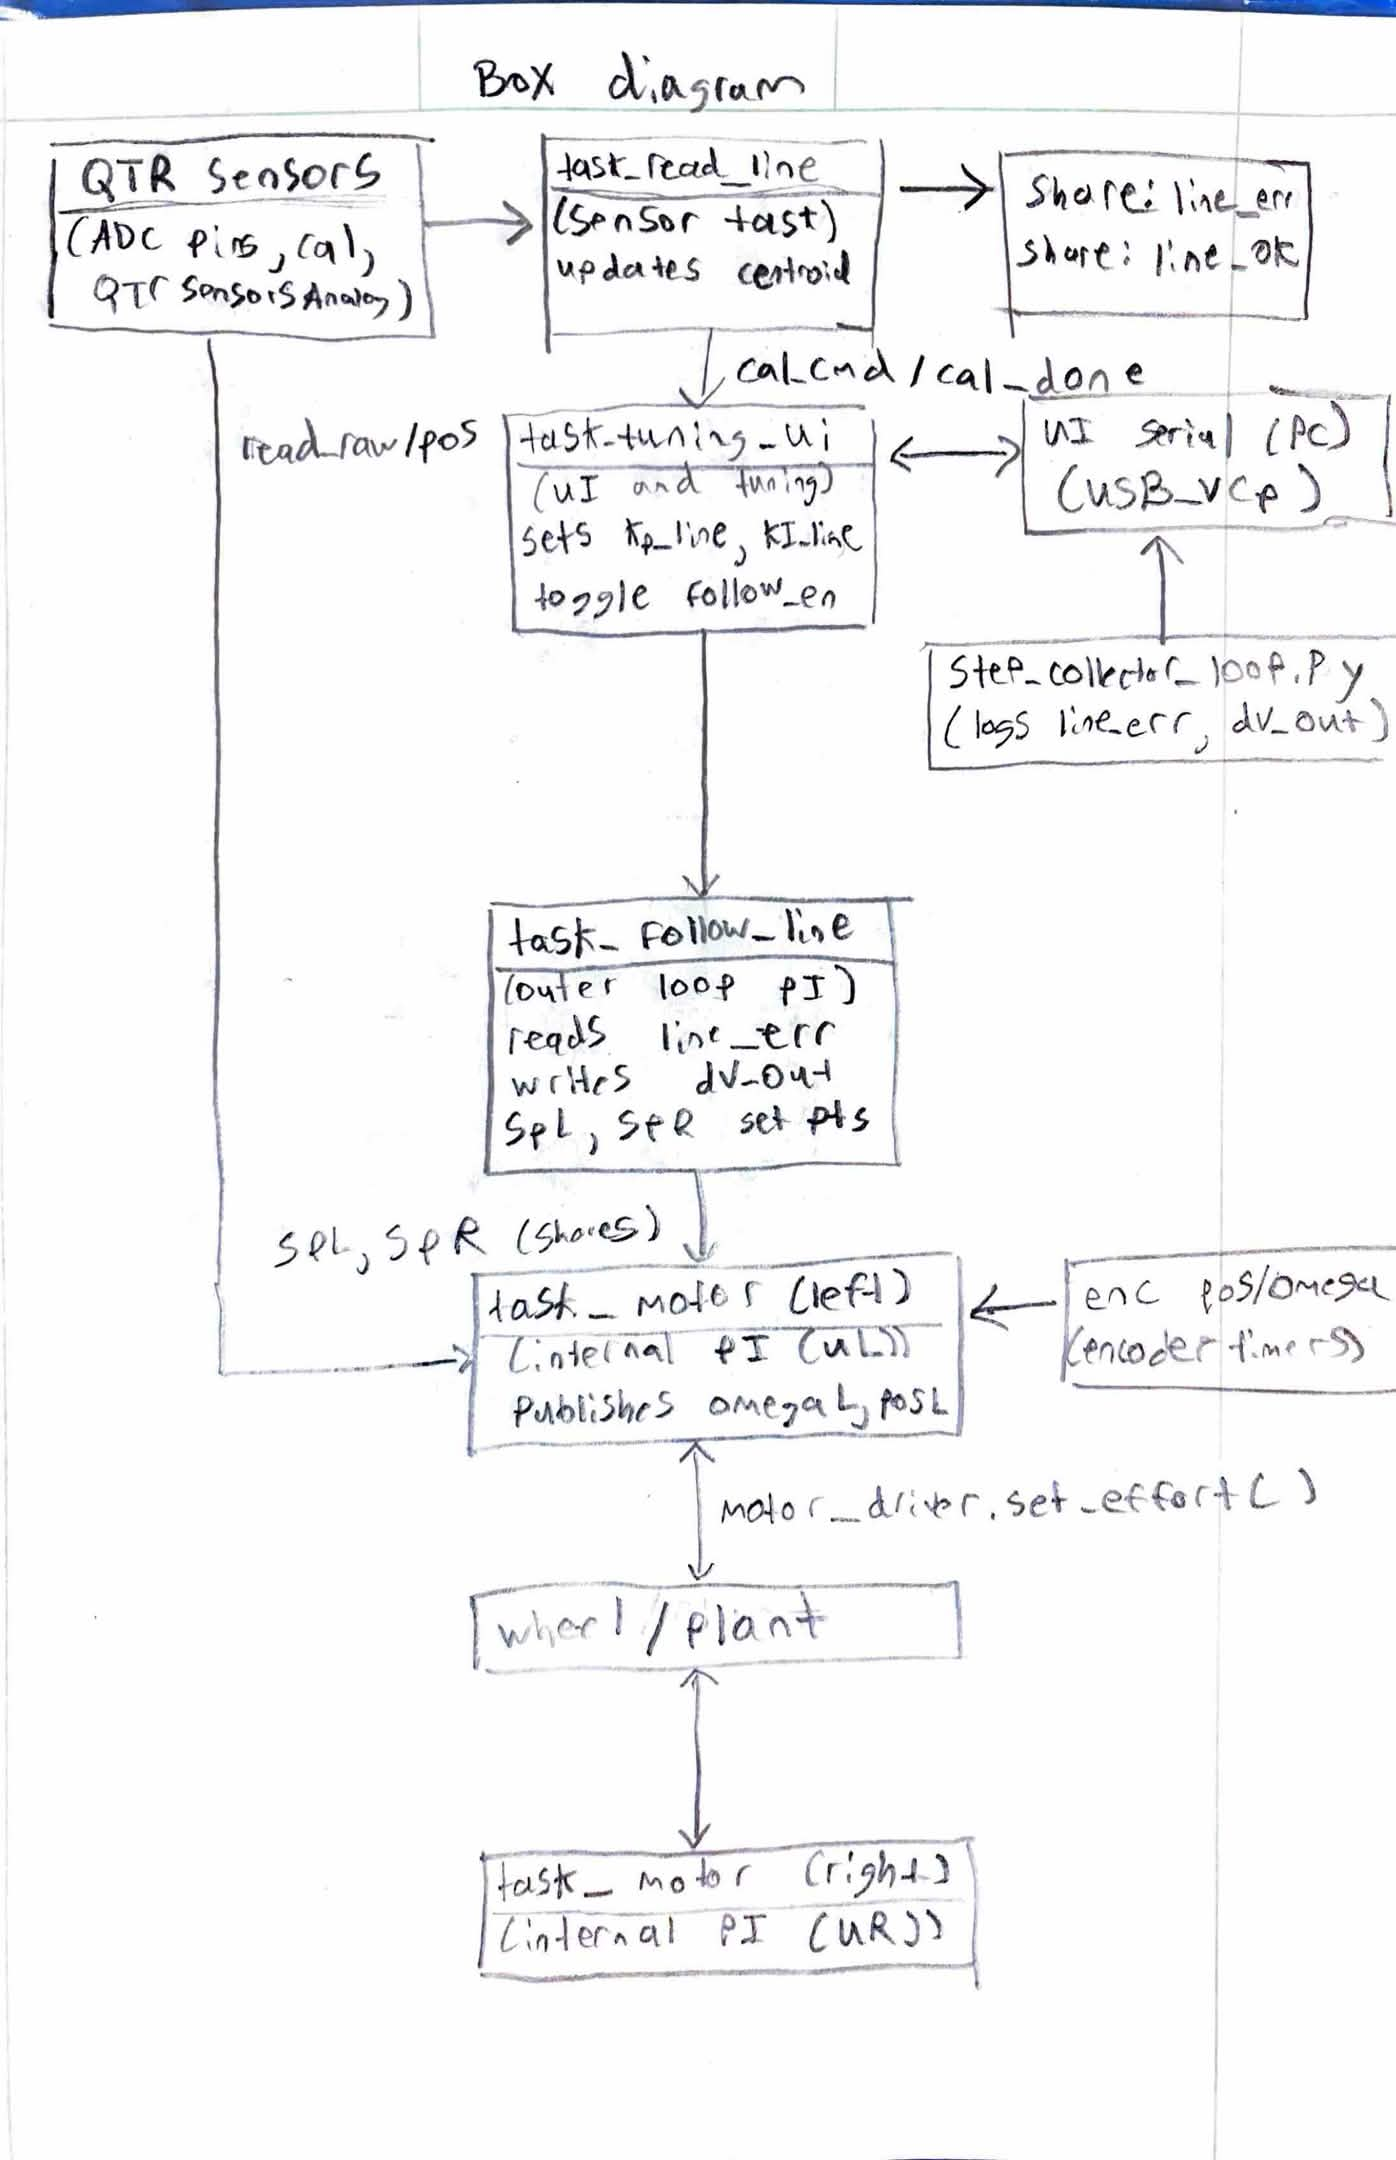 Box diagram
QTR Sensors
(ADC pins, cal,
QTR SensorsAnalog)
task_read_line
(Sensor tast)
updates centroid
Share: line_err
share: line_ok
cal_cmd / cal_done
read_raw/pos
task_tuning_ui
(UI and tuning)
sets Kp_line, KI_line
toggle follow_en
UI serial (PC)
(USB_VCP)
Step_collector_loop.py
(logs line_err, dv_out)
task_follow_line
(outer loop PI)
reads line_err
writes dv_out
SpL, SpR set pts
SpL, SpR (shares)
task_motor (left)
(internal PI (uL))
Publishes omegaL, posL
enc pos/omega
(encoder timers)
motor_driver.set_effort( )
wheel/plant
task_motor (right)
(internal PI (uR))